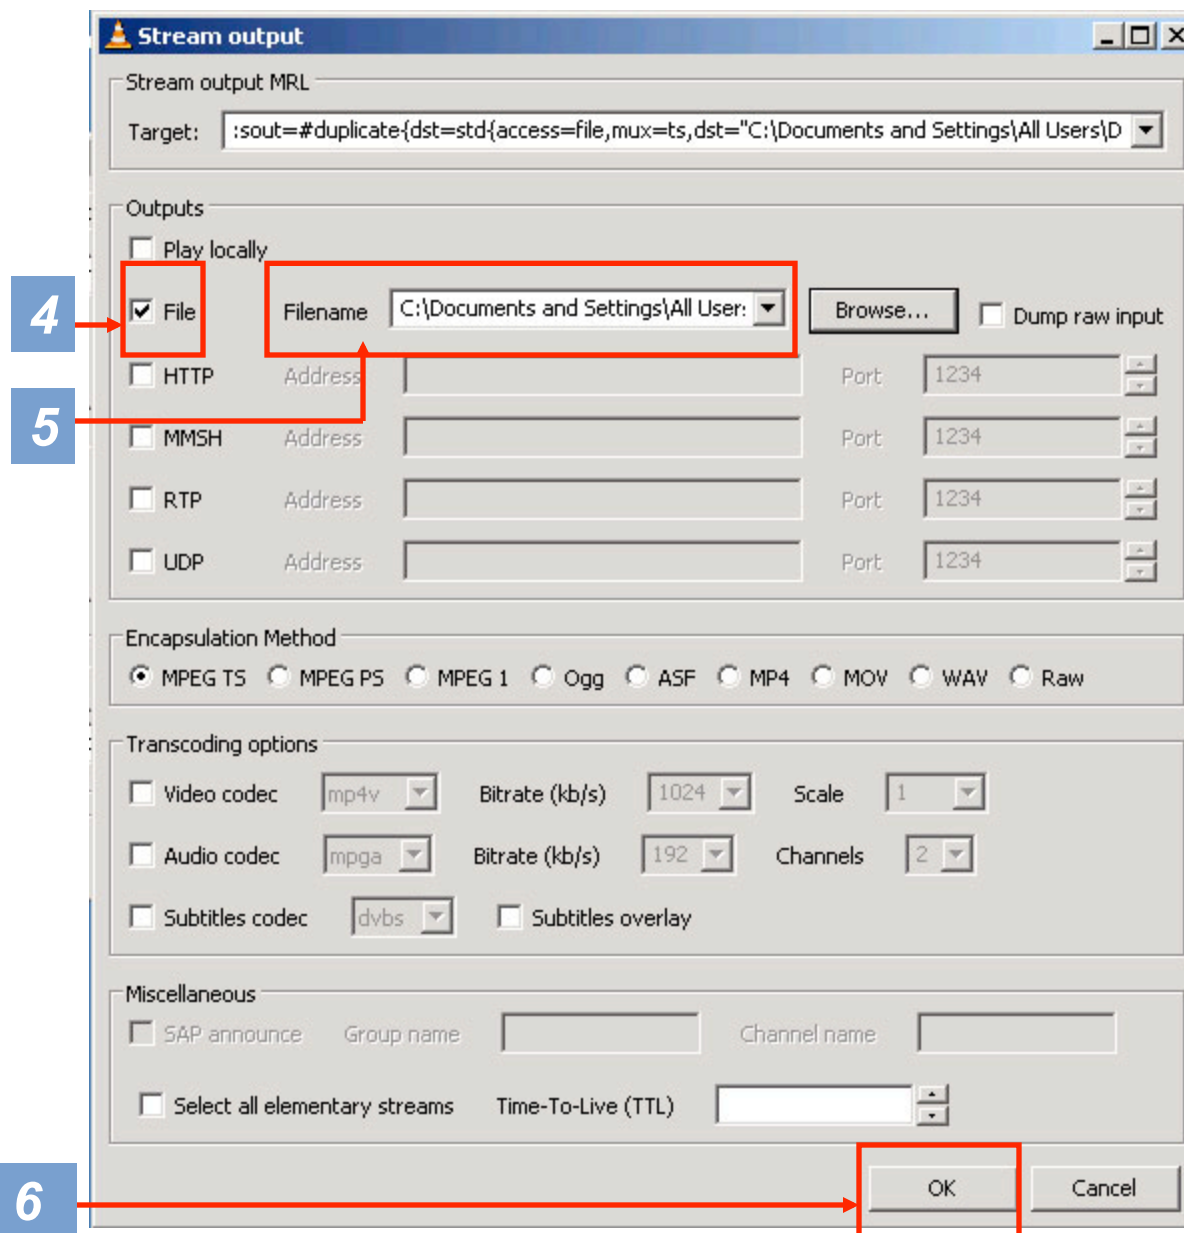 Stream output
Stream output MRL
Target: :sout=#duplicate{dst=std{access=file,mux=ts,dst="C:\Documents and Settings\All Users\D
Outputs
Play locally
4 File Filename C:\Documents and Settings\All User: Browse... Dump raw input
HTTP Address Port 1234
5 MMSH Address Port 1234
RTP Address Port 1234
UDP Address Port 1234
Encapsulation Method
MPEG TS MPEG PS MPEG 1 Ogg ASF MP4 MOV WAV Raw
Transcoding options
Video codec mp4v Bitrate (kb/s) 1024 Scale 1
Audio codec mpga Bitrate (kb/s) 192 Channels 2
Subtitles codec dvbs Subtitles overlay
Miscellaneous
SAP announce Group name Channel name
Select all elementary streams Time-To-Live (TTL)
6 OK Cancel